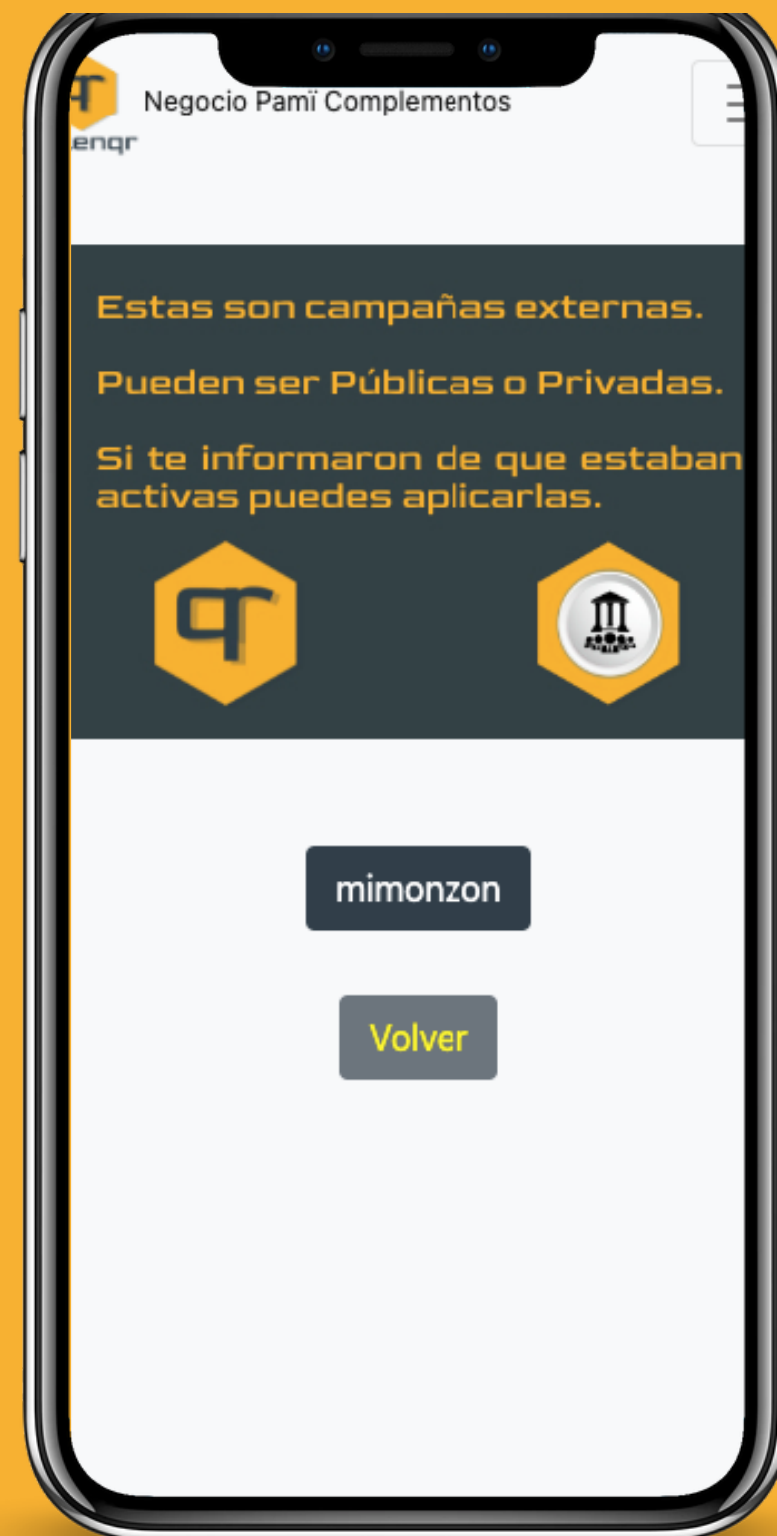 Negocio Pamï Complementos
enqr
Estas son campañas externas.
Pueden ser Públicas o Privadas.
Si te informaron de que estaban
activas puedes aplicarlas.
qr
mimonzon
Volver